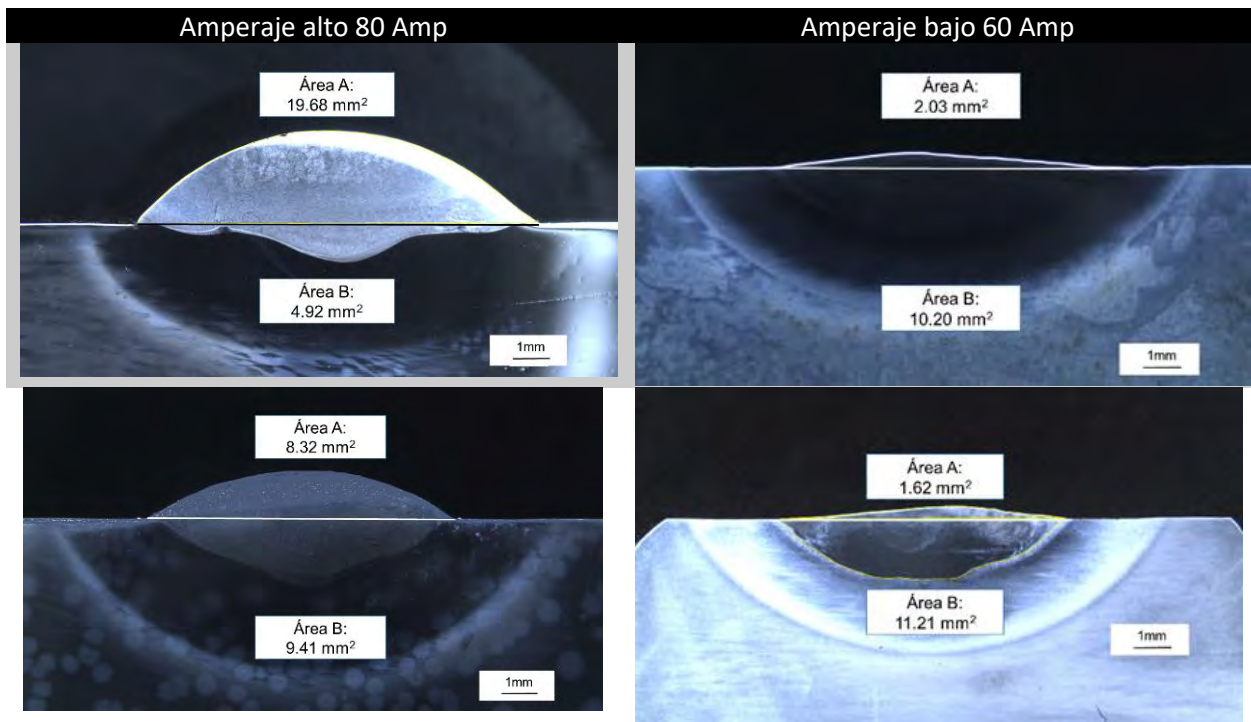 Amperaje alto 80 Amp
Amperaje bajo 60 Amp
Área A:
19.68 mm²
Área B:
4.92 mm²
1mm
Área A:
2.03 mm²
Área B:
10.20 mm²
1mm
Área A:
8.32 mm²
Área B:
9.41 mm²
1mm
Área A:
1.62 mm²
Área B:
11.21 mm²
1mm